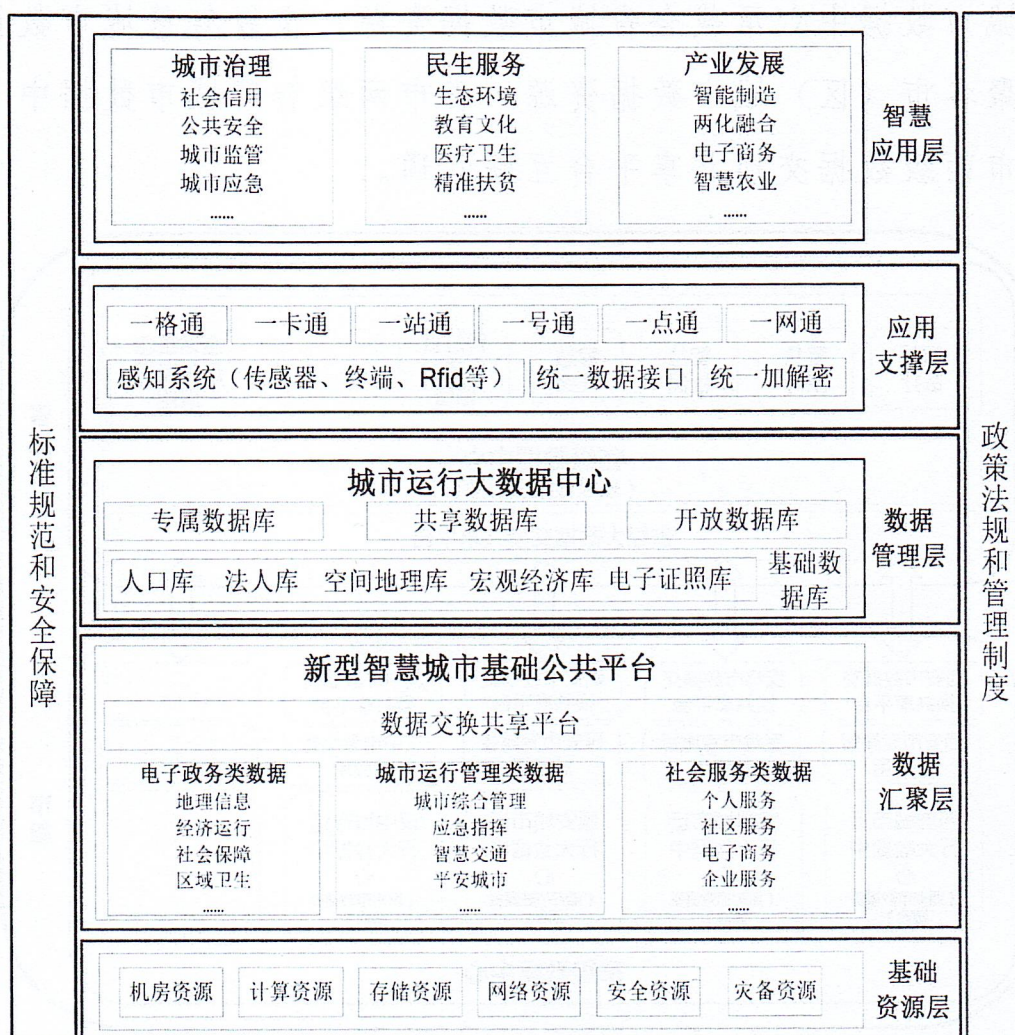 标准规范和安全保障
城市治理
社会信用
公共安全
城市监管
城市应急
......
民生服务
生态环境
教育文化
医疗卫生
精准扶贫
......
产业发展
智能制造
两化融合
电子商务
智慧农业
......
智慧
应用层
一格通 一卡通 一站通 一号通 一点通 一网通
感知系统（传感器、终端、Rfid等） 统一数据接口 统一加解密
应用
支撑层
城市运行大数据中心
专属数据库 共享数据库 开放数据库
人口库 法人库 空间地理库 宏观经济库 电子证照库
基础数
据库
数据
管理层
新型智慧城市基础公共平台
数据交换共享平台
电子政务类数据
地理信息
经济运行
社会保障
区域卫生
......
城市运行管理类数据
城市综合管理
应急指挥
智慧交通
平安城市
......
社会服务类数据
个人服务
社区服务
电子商务
企业服务
......
数据
汇聚层
机房资源 计算资源 存储资源 网络资源 安全资源 灾备资源
基础
资源层
政策法规和管理制度